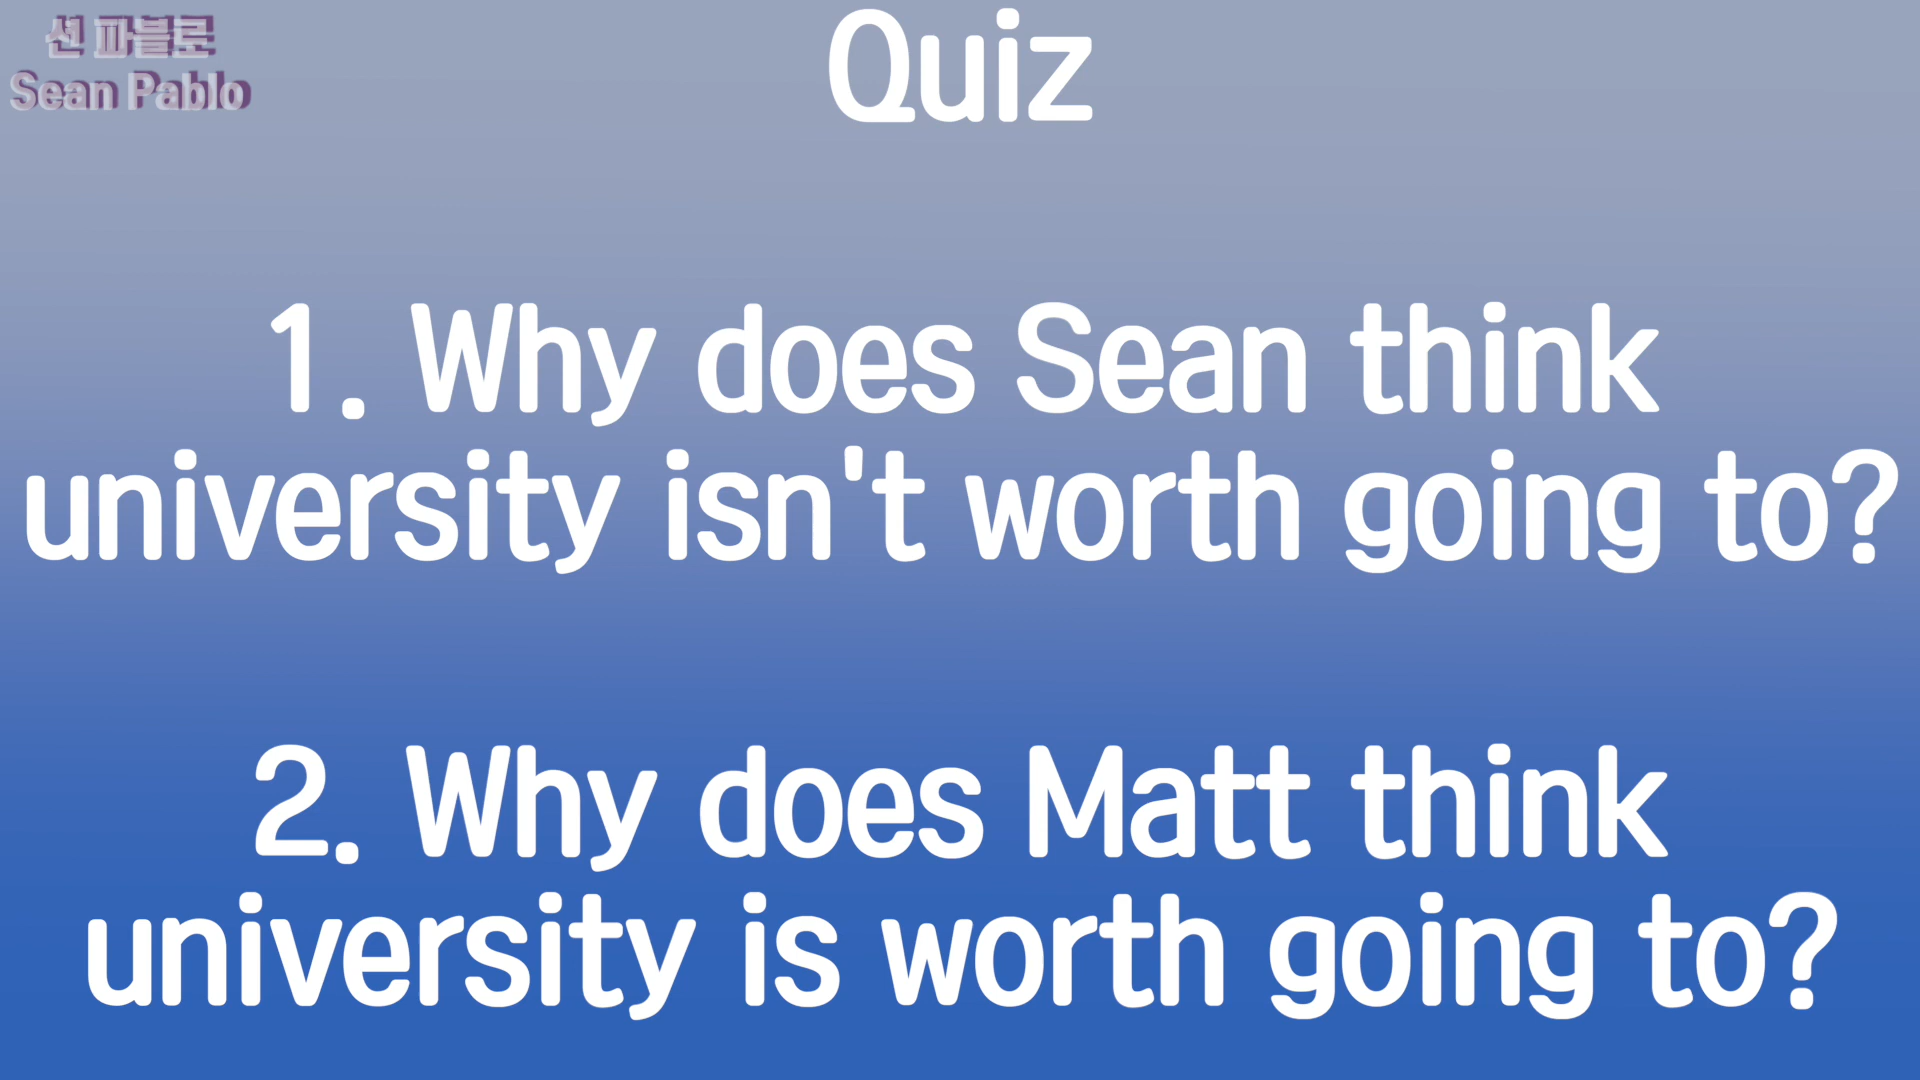 션 파블로
Sean Pablo
Quiz
1. Why does Sean think
university isn't worth going to?
2. Why does Matt think
university is worth going to?